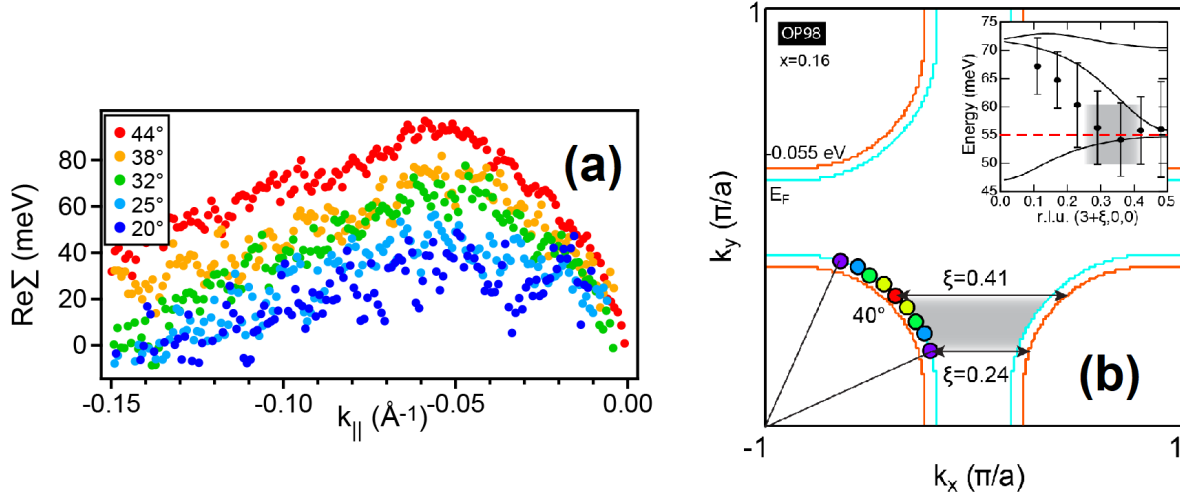 44°
38°
32°
25°
20°
(a)
ReΣ (meV)
80
60
40
20
0
-0.15
-0.10
-0.05
0.00
k|| (Å-1)
1
OP98
x=0.16
-0.055 eV
EF
Energy (meV)
75
70
65
60
55
50
45
0.0
0.1
0.2
0.3
0.4
0.5
r.l.u. (3+ξ,0,0)
ky (π/a)
ξ=0.41
40°
ξ=0.24
(b)
-1
1
kx (π/a)